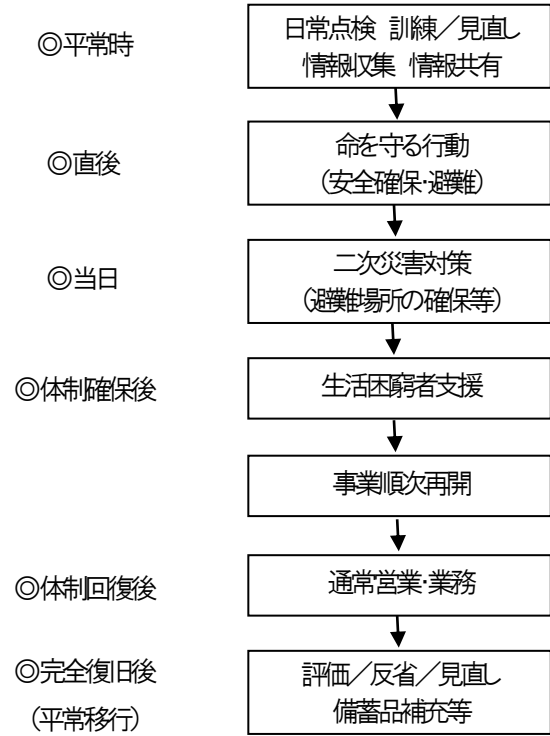 ◎平常時
日常点検 訓練／見直し
情報収集 情報共有
◎直後
命を守る行動
（安全確保・避難）
◎当日
二次災害対策
（避難場所の確保等）
◎体制確保後
生活困窮者支援
事業順次再開
◎体制回復後
通常営業・業務
◎完全復旧後
（平常移行）
評価／反省／見直し
備蓄品補充等